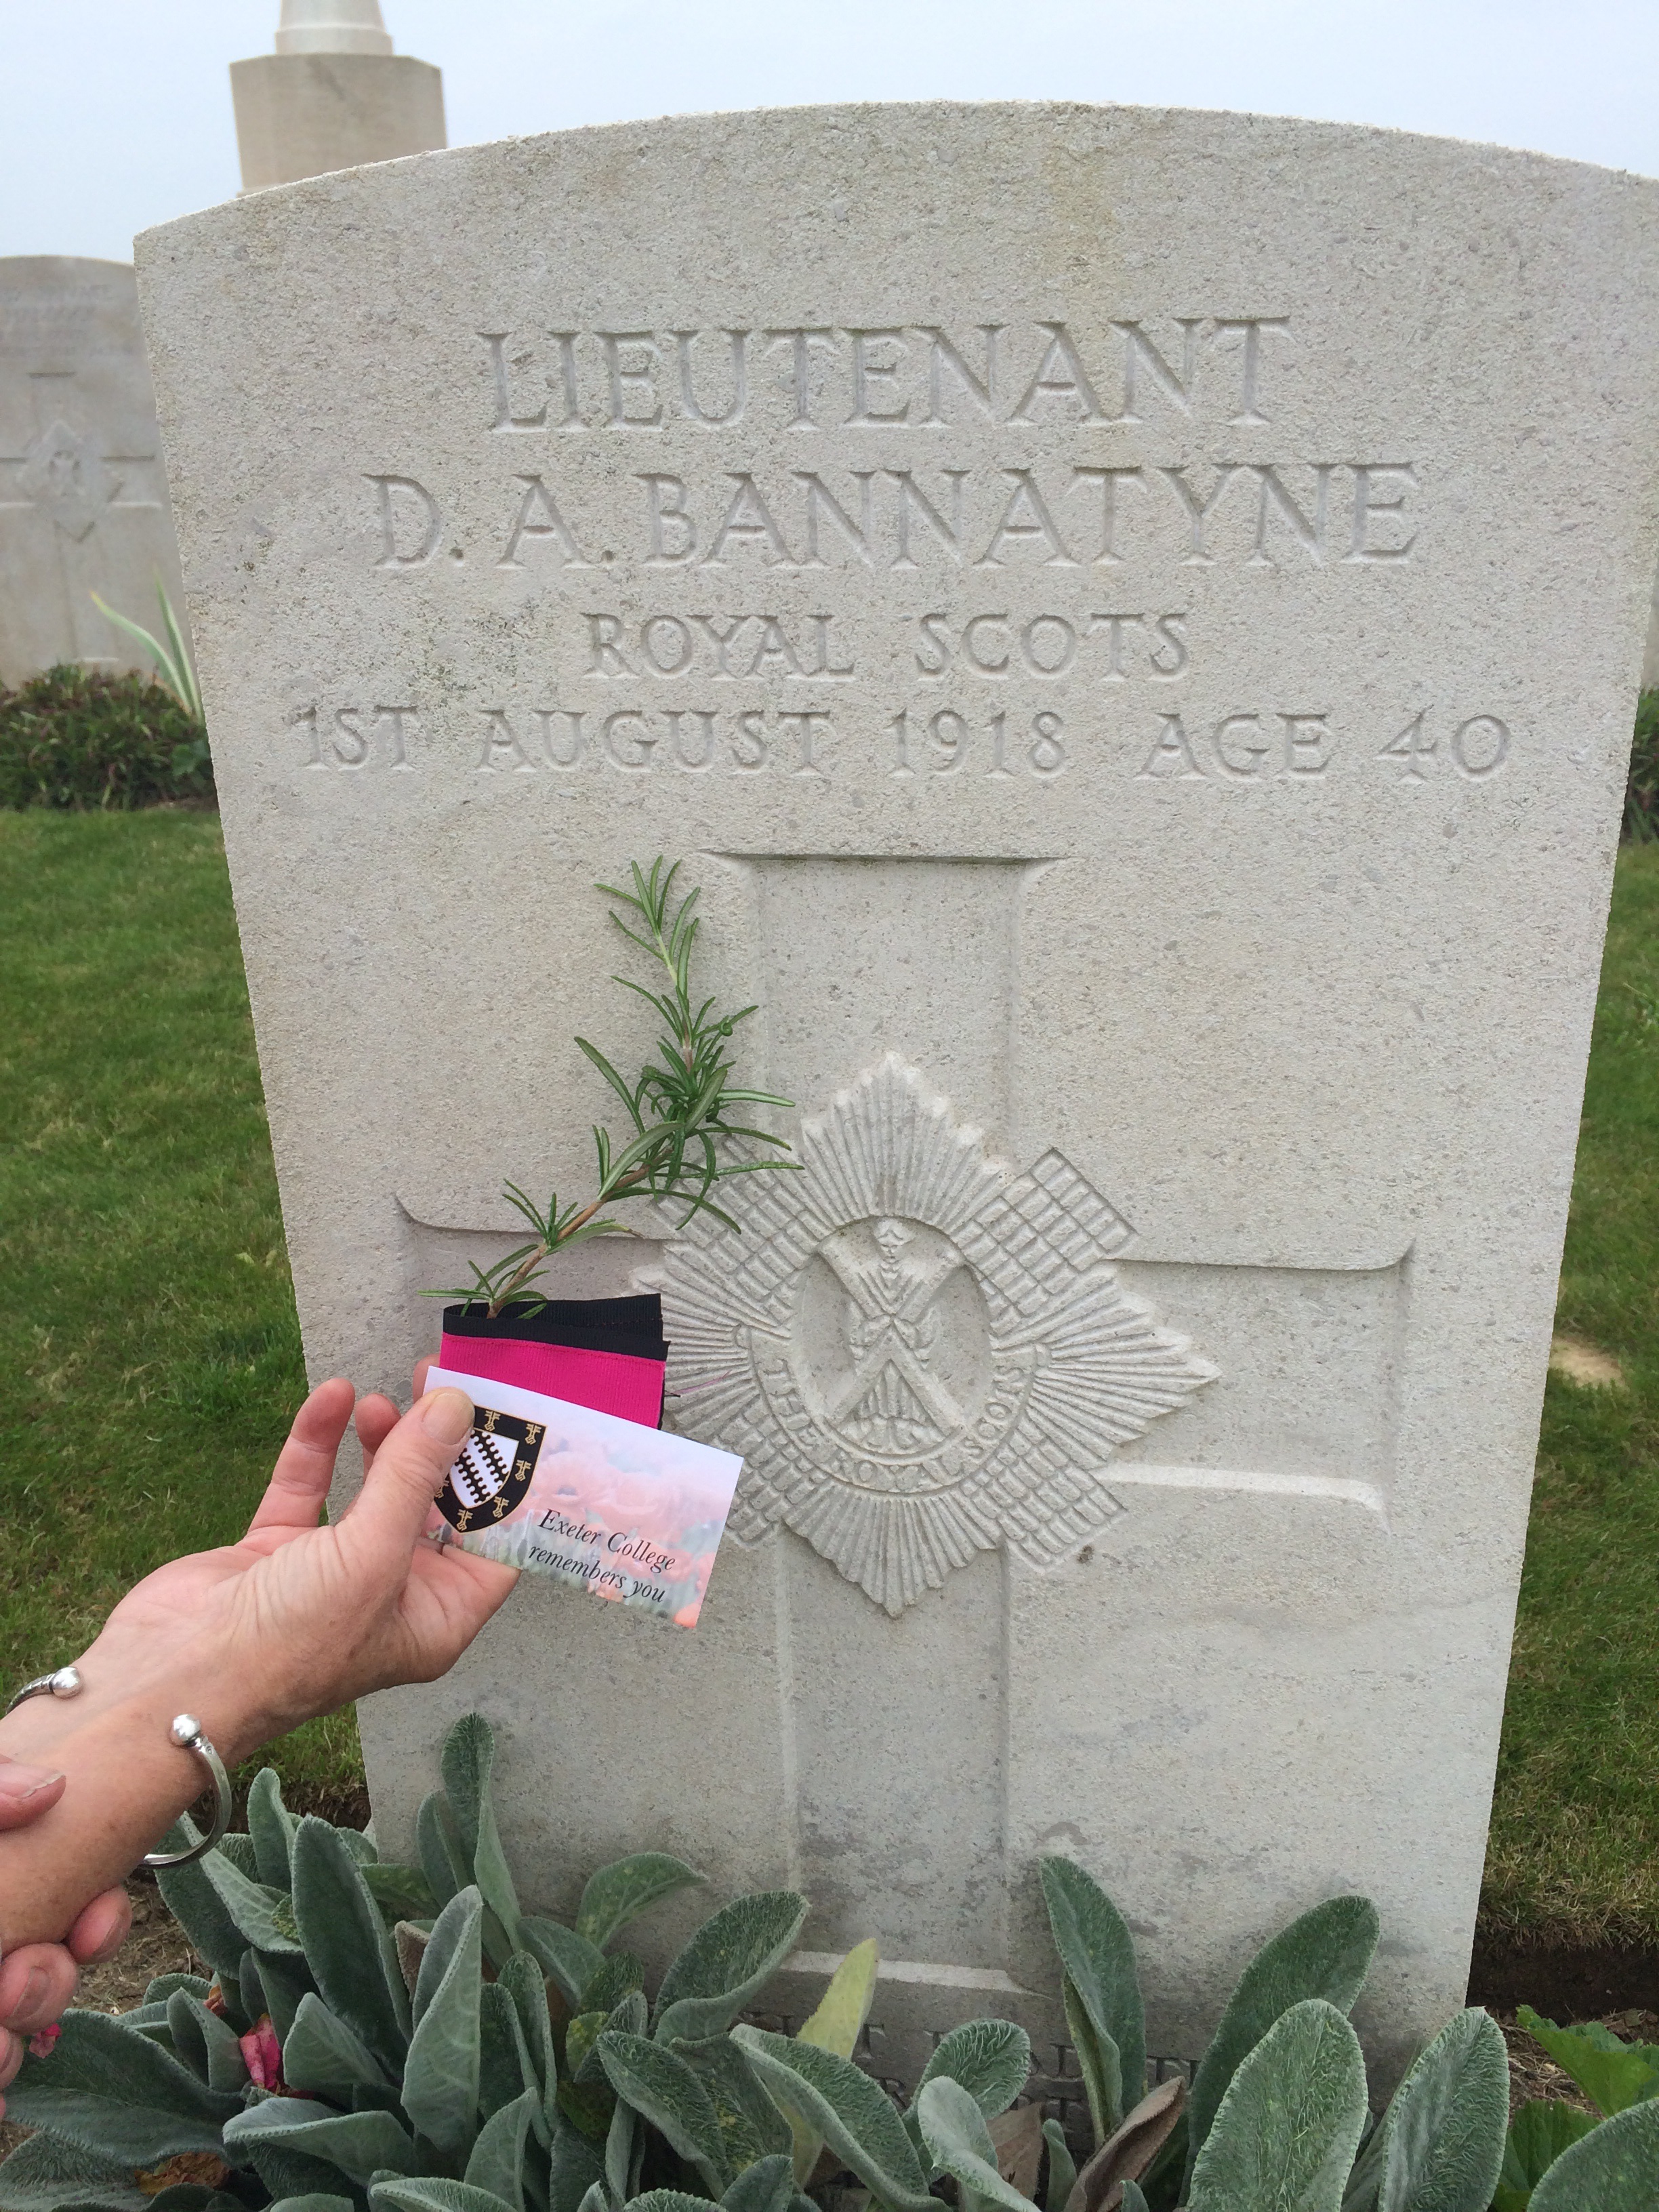 LIEUTENANT
D. A. BANNATYNE
ROYAL SCOTS
1ST AUGUST 1918 AGE 40
THE ROYAL SCOTS
Exeter College
remembers you